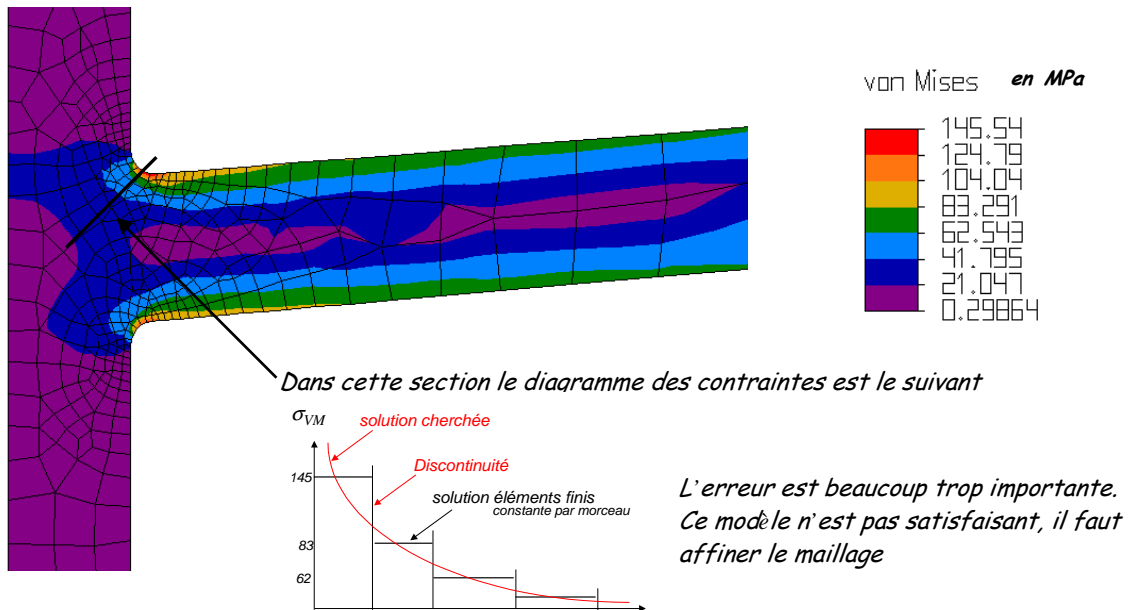 von Mises en MPa
145.54
124.79
104.04
83.291
62.543
41.795
21.047
0.29864
Dans cette section le diagramme des contraintes est le suivant
σVM
solution cherchée
Discontinuité
145
solution éléments finis
constante par morceau
83
62
L'erreur est beaucoup trop importante.
Ce modèle n'est pas satisfaisant, il faut
affiner le maillage